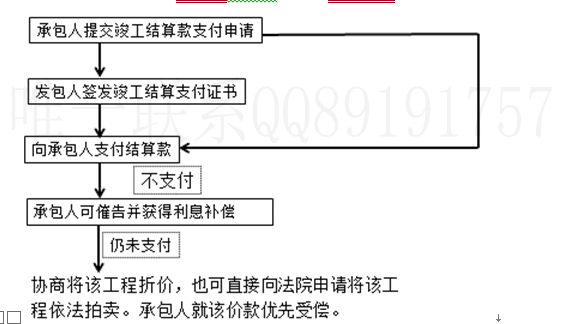 承包人提交竣工结算款支付申请
发包人签发竣工结算支付证书
唯一联系QQ89191757
向承包人支付结算款
不支付
承包人可催告并获得利息补偿
仍未支付
协商将该工程折价，也可直接向法院申请将该工
程依法拍卖。承包人就该价款优先受偿。